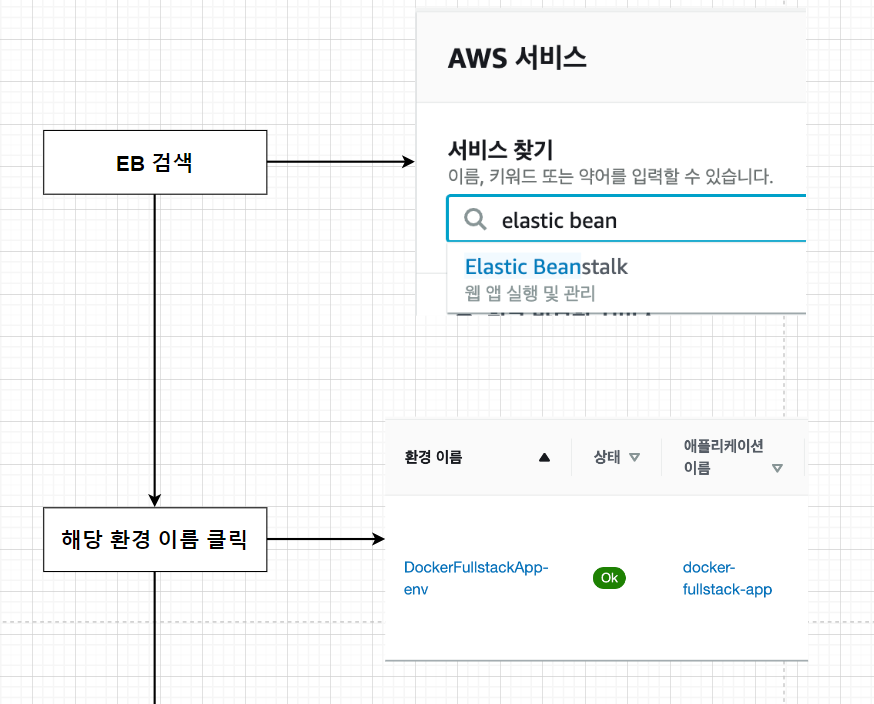 AWS 서비스
EB 검색
서비스 찾기
이름, 키워드 또는 약어를 입력할 수 있습니다.
elastic bean
Elastic Beanstalk
웹 앱 실행 및 관리
해당 환경 이름 클릭
환경 이름
상태
애플리케이션
이름
DockerFullstackApp-
env
Ok
docker-
fullstack-app